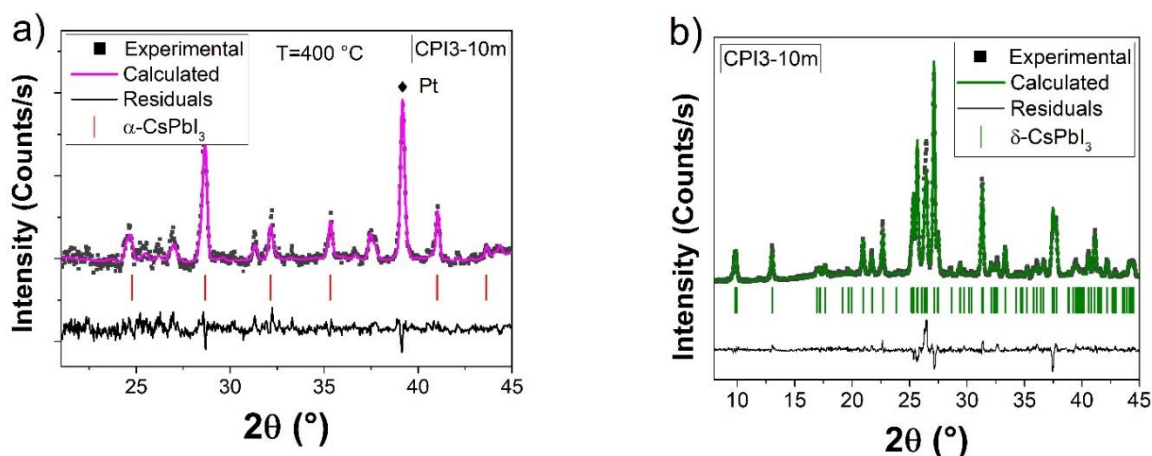 a)
Experimental
Calculated
Residuals
α-CsPbI3
T=400 °C
CPI3-10m
Pt
Intensity (Counts/s)
25 30 35 40 45
2θ (°)
b)
CPI3-10m
Experimental
Calculated
Residuals
δ-CsPbI3
Intensity (Counts/s)
10 15 20 25 30 35 40 45
2θ (°)